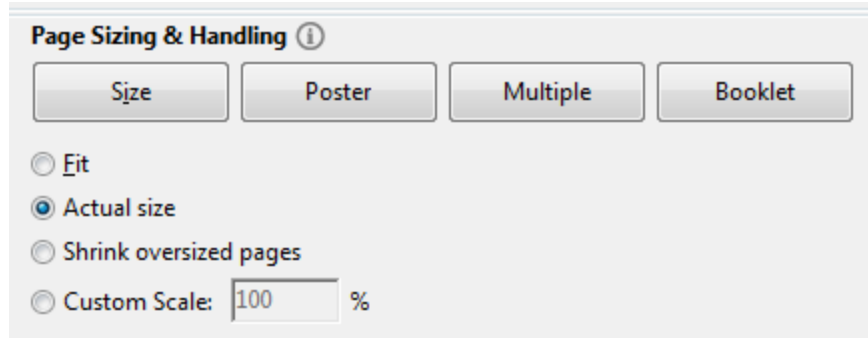 Page Sizing & Handling
Size Poster Multiple Booklet
Fit
Actual size
Shrink oversized pages
Custom Scale: 100 %